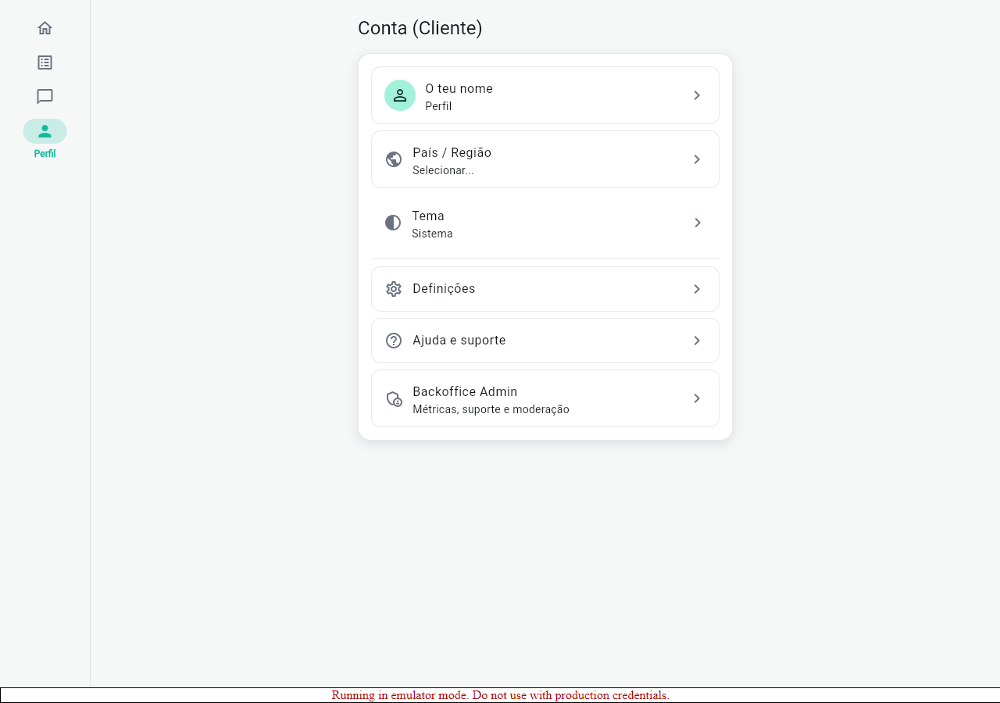 Conta (Cliente)
O teu nome
Perfil
País / Região
Selecionar...
Perfil
Tema
Sistema
Definições
Ajuda e suporte
Backoffice Admin
Métricas, suporte e moderação
Running in emulator mode. Do not use with production credentials.